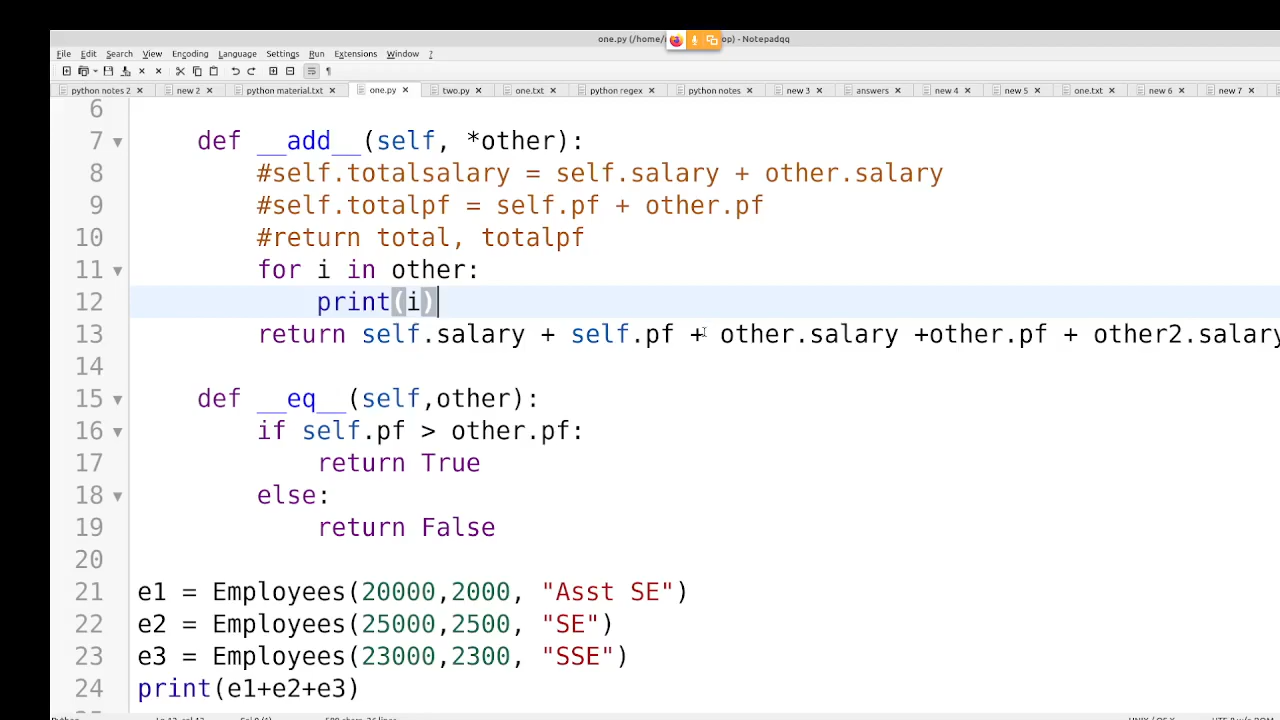 one.py (/home/ op) - Notepadqq
File Edit Search View Encoding Language Settings Run Extensions Window ?
python notes 2 new 2 python material.txt one.py two.py one.txt python regex python notes new 3 answers new 4 new 5 one.txt new 6 new 7
6
7 def __add__(self, *other):
8 #self.totalsalary = self.salary + other.salary
9 #self.totalpf = self.pf + other.pf
10 #return total, totalpf
11 for i in other:
12 print(i)
13 return self.salary + self.pf + other.salary +other.pf + other2.salary
14
15 def __eq__(self,other):
16 if self.pf > other.pf:
17 return True
18 else:
19 return False
20
21 e1 = Employees(20000,2000, "Asst SE")
22 e2 = Employees(25000,2500, "SE")
23 e3 = Employees(23000,2300, "SSE")
24 print(e1+e2+e3)